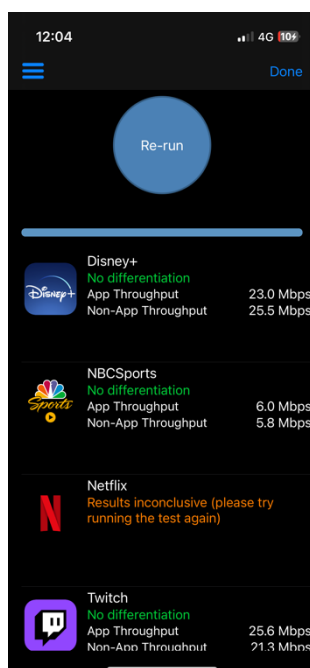 12:04
4G 10
Done
Re-run
Disney+
No differentiation
Disney+
App Throughput 23.0 Mbps
Non-App Throughput 25.5 Mbps
NBCSports
No differentiation
Sports
App Throughput 6.0 Mbps
Non-App Throughput 5.8 Mbps
Netflix
Results inconclusive (please try
N
running the test again)
Twitch
No differentiation
App Throughput 25.6 Mbps
Non-App Throughput 21.3 Mbps